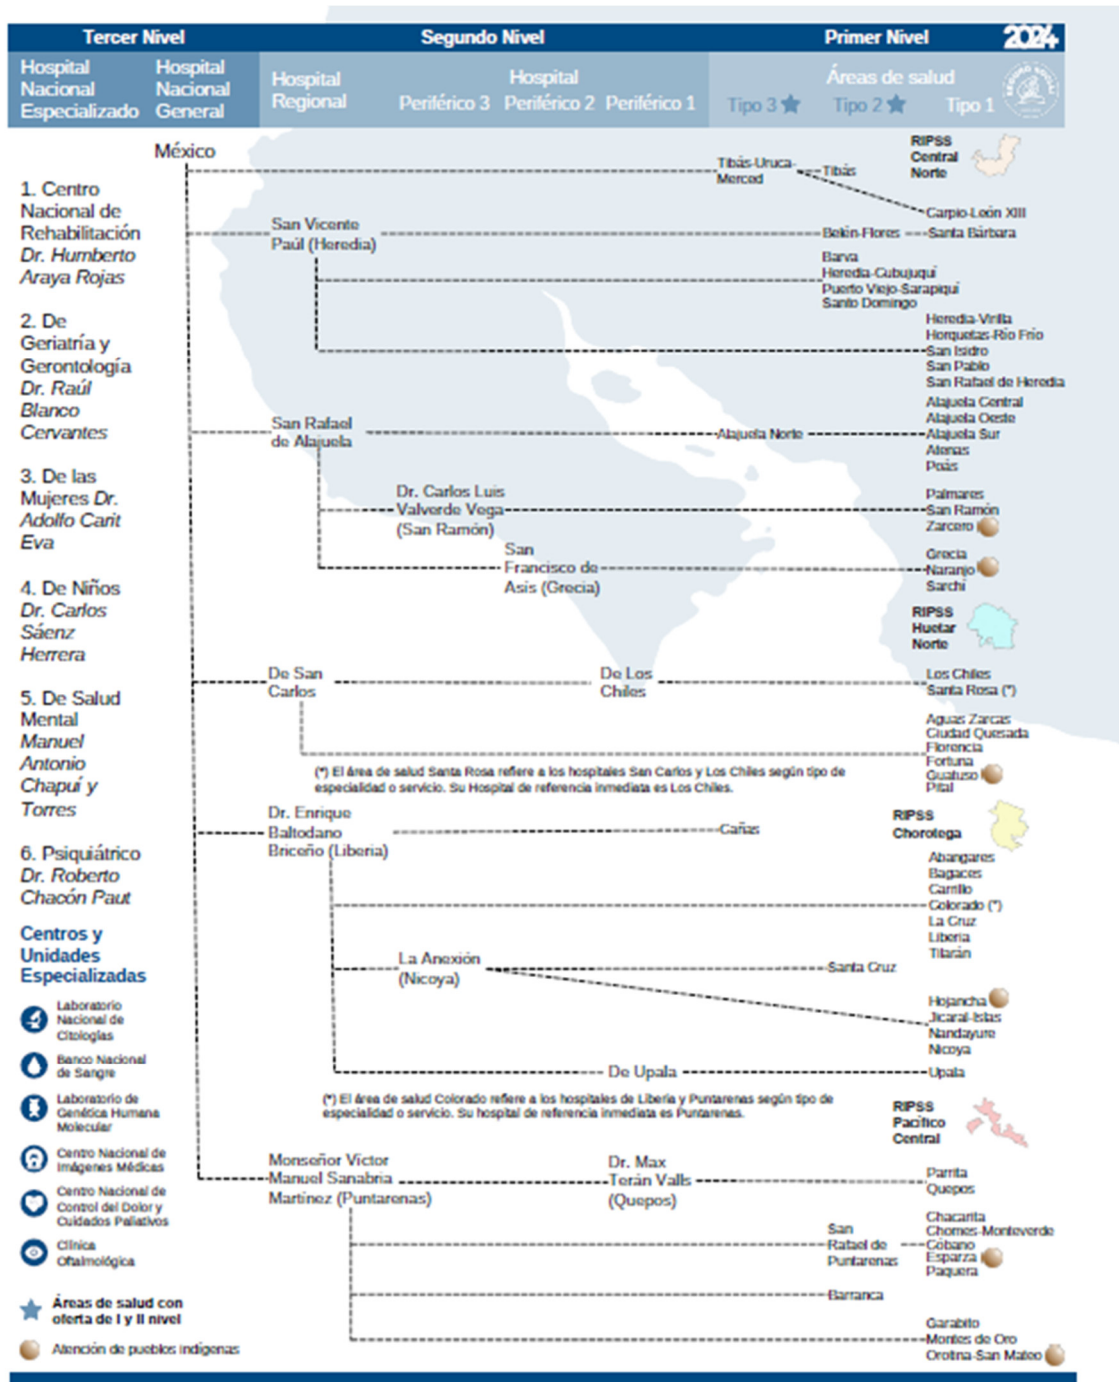 Tercer Nivel
Segundo Nivel
Primer Nivel
2024
Hospital
Nacional
Especializado
Hospital
Nacional
General
Hospital
Regional
Hospital
Periférico 3
Periférico 2
Periférico 1
Áreas de salud
Tipo 3
Tipo 2
Tipo 1
México
1. Centro
Nacional de
Rehabilitación
Dr. Humberto
Araya Rojas
2. De
Geriatría y
Gerontología
Dr. Raúl
Blanco
Cervantes
3. De las
Mujeres Dr.
Adolfo Carit
Eva
4. De Niños
Dr. Carlos
Sáenz
Herrera
5. De Salud
Mental
Manuel
Antonio
Chapuí y
Torres
6. Psiquiátrico
Dr. Roberto
Chacón Paut
Centros y
Unidades
Especializadas
Laboratorio
Nacional de
Citologías
Banco Nacional
de Sangre
Laboratorio de
Genética Humana
Molecular
Centro Nacional de
Imágenes Médicas
Centro Nacional de
Control del Dolor y
Cuidados Paliativos
Clínica
Oftalmológica
Áreas de salud con
oferta de I y II nivel
Atención de pueblos indígenas
RIPSS
Central
Norte
Tibás-Uruca-
Merced
Tibás
Carpio-León XIII
San Vicente
Paúl (Heredia)
Belén-Flores
Santa Bárbara
Barva
Heredia-Cubujuquí
Puerto Viejo-Sarapiquí
Santo Domingo
Heredia-Virilla
Horquetas-Río Frío
San Isidro
San Pablo
San Rafael de Heredia
San Rafael
de Alajuela
Alajuela Norte
Alajuela Central
Alajuela Oeste
Alajuela Sur
Atenas
Poás
Dr. Carlos Luis
Valverde Vega
(San Ramón)
Palmares
San Ramón
Zarcero
San
Francisco de
Asís (Grecia)
Grecia
Naranjo
Sarchí
RIPSS
Huetar
Norte
De San
Carlos
De Los
Chiles
Los Chiles
Santa Rosa (*)
Aguas Zarcas
Ciudad Quesada
Florencia
Fortuna
Guatuso
Pital
(*) El área de salud Santa Rosa refiere a los hospitales San Carlos y Los Chiles según tipo de
especialidad o servicio. Su Hospital de referencia inmediata es Los Chiles.
RIPSS
Chorotega
Dr. Enrique
Baltodano
Briceño (Liberia)
Cañas
Abangares
Bagaces
Carrillo
Colorado (*)
La Cruz
Liberia
Tilarán
La Anexión
(Nicoya)
Santa Cruz
Hojancha
Jicaral-Islas
Nandayure
Nicoya
De Upala
Upala
(*) El área de salud Colorado refiere a los hospitales de Liberia y Puntarenas según tipo de
especialidad o servicio. Su hospital de referencia inmediata es Puntarenas.
RIPSS
Pacífico
Central
Monseñor Víctor
Manuel Sanabria
Martínez (Puntarenas)
Dr. Max
Terán Valls
(Quepos)
Parrita
Quepos
San
Rafael de
Puntarenas
Chacarita
Chomes-Monteverde
Cóbano
Esparza
Paquera
Barranca
Garabito
Montes de Oro
Orotina-San Mateo